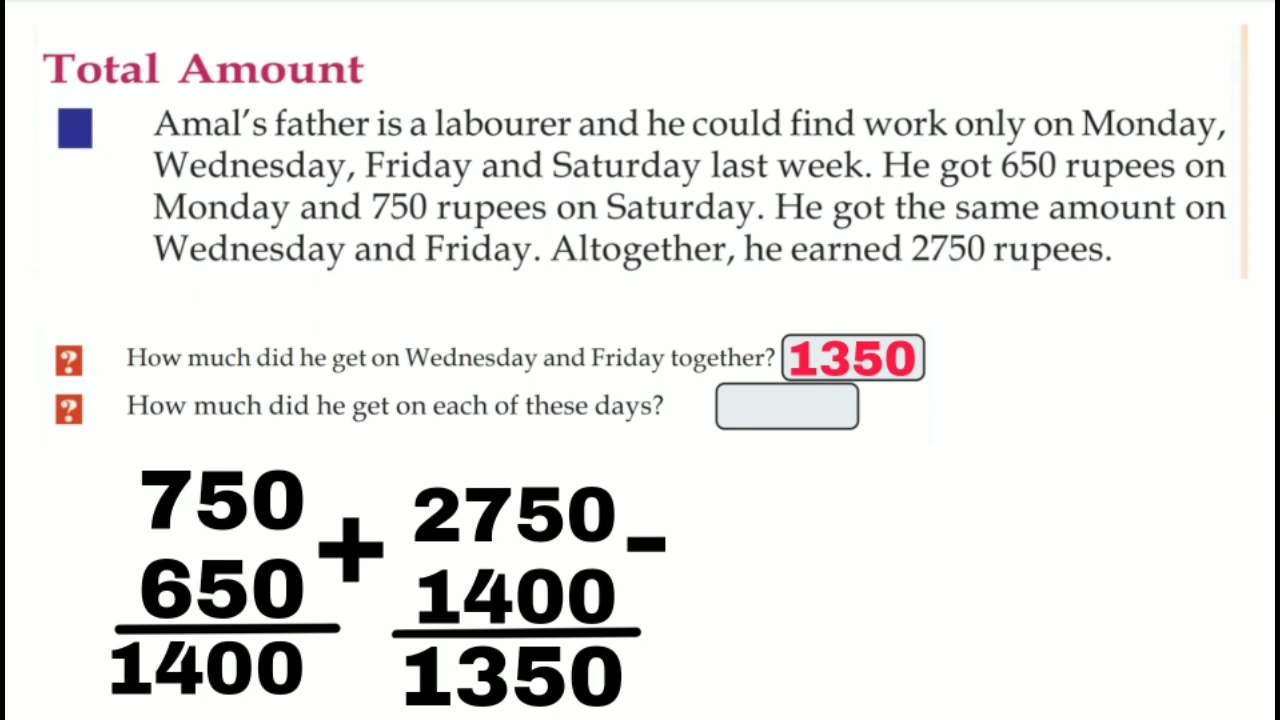 Total Amount
Amal's father is a labourer and he could find work only on Monday,
Wednesday, Friday and Saturday last week. He got 650 rupees on
Monday and 750 rupees on Saturday. He got the same amount on
Wednesday and Friday. Altogether, he earned 2750 rupees.
? How much did he get on Wednesday and Friday together? 1350
? How much did he get on each of these days?
750
650 +
1400
2750 -
1400
1350